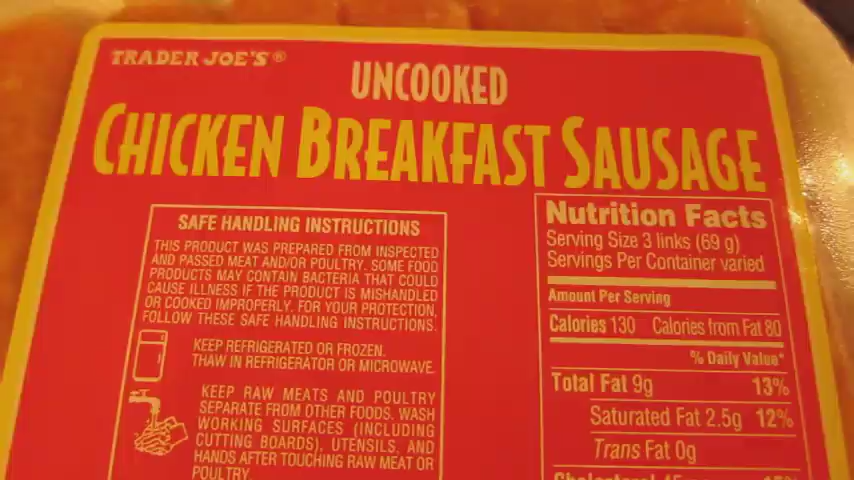 TRADER JOE'S®
UNCOOKED
CHICKEN BREAKFAST SAUSAGE
SAFE HANDLING INSTRUCTIONS
THIS PRODUCT WAS PREPARED FROM INSPECTED
AND PASSED MEAT AND/OR POULTRY. SOME FOOD
PRODUCTS MAY CONTAIN BACTERIA THAT COULD
CAUSE ILLNESS IF THE PRODUCT IS MISHANDLED
OR COOKED IMPROPERLY. FOR YOUR PROTECTION,
FOLLOW THESE SAFE HANDLING INSTRUCTIONS.
KEEP REFRIGERATED OR FROZEN.
THAW IN REFRIGERATOR OR MICROWAVE.
KEEP RAW MEATS AND POULTRY
SEPARATE FROM OTHER FOODS. WASH
WORKING SURFACES (INCLUDING
CUTTING BOARDS), UTENSILS, AND
HANDS AFTER TOUCHING RAW MEAT OR
POULTRY.
Nutrition Facts
Serving Size 3 links (69 g)
Servings Per Container varied
Amount Per Serving
Calories 130 Calories from Fat 80
% Daily Value*
Total Fat 9g 13%
Saturated Fat 2.5g 12%
Trans Fat 0g